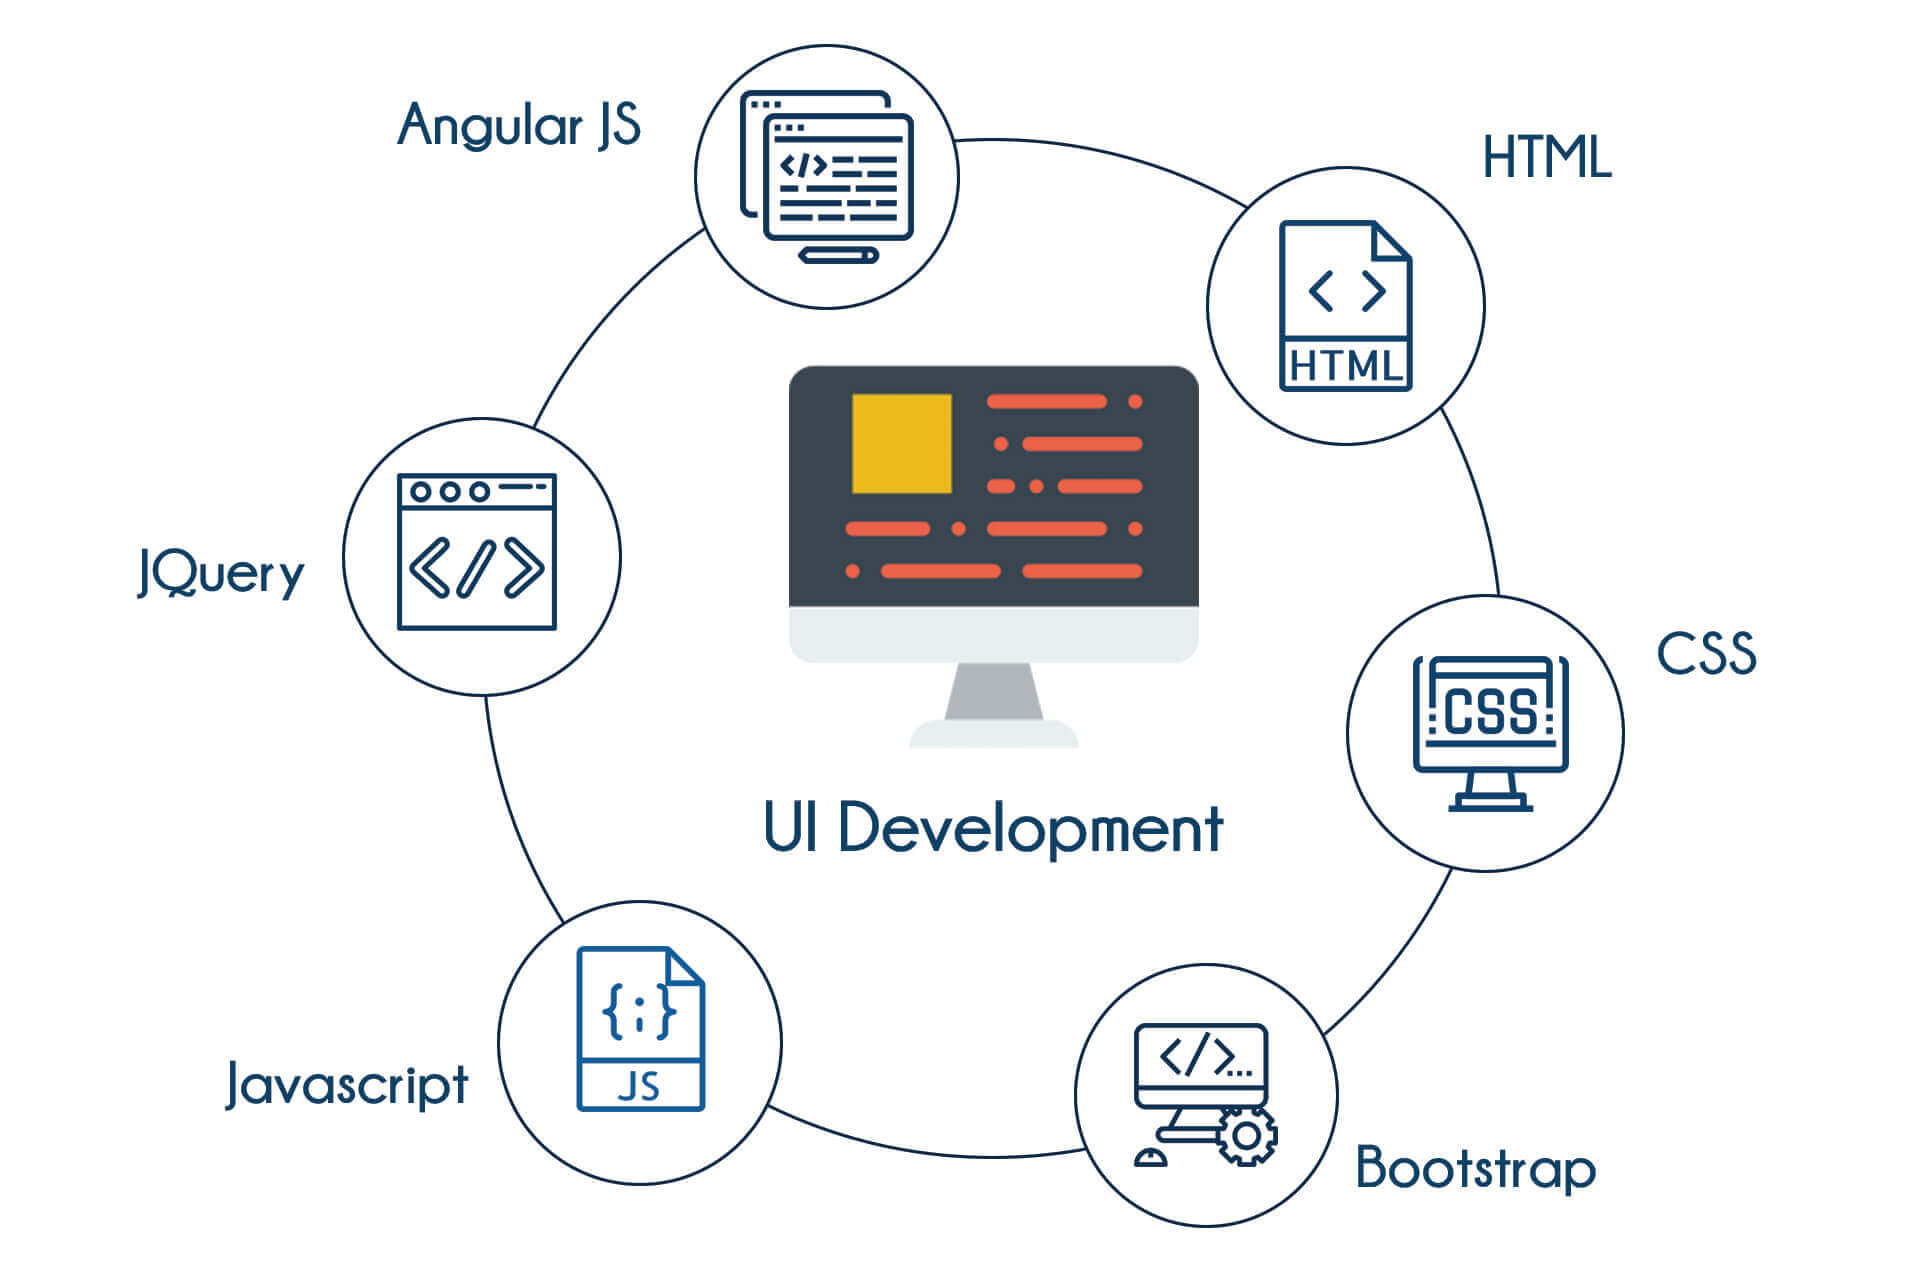 Angular JS
HTML
</>
< >
HTML
JQuery
</>
CSS
CSS
UI Development
Javascript
{;}
JS
</>...
Bootstrap